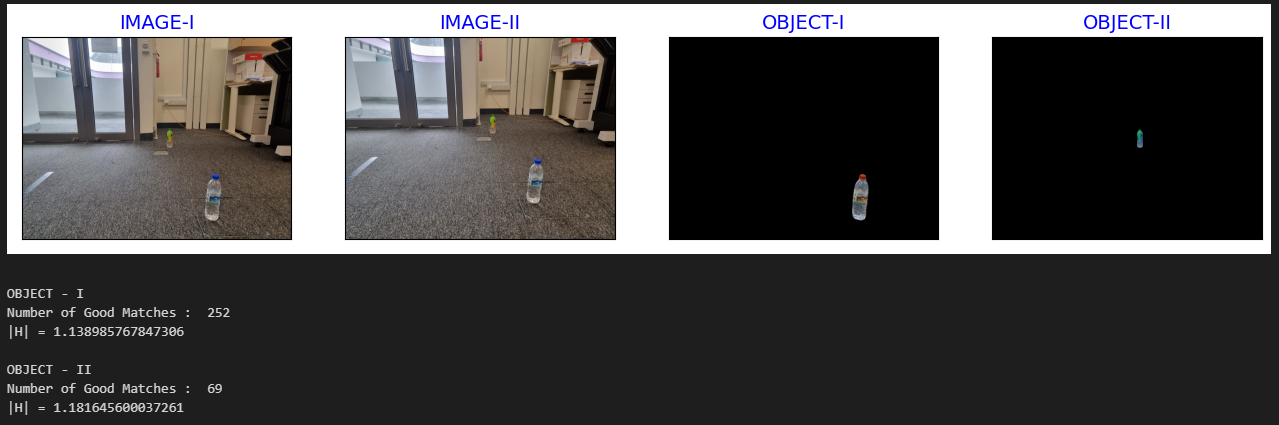 IMAGE-I
IMAGE-II
OBJECT-I
OBJECT-II
OBJECT - I
Number of Good Matches :  252
|H| = 1.138985767847306
OBJECT - II
Number of Good Matches :  69
|H| = 1.181645600037261